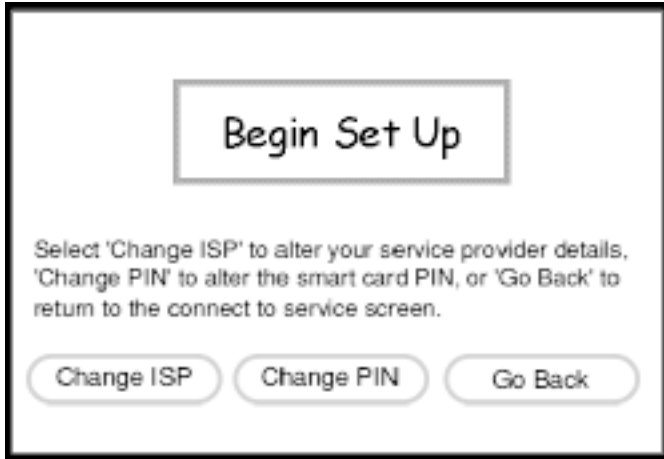 Begin Set Up
Select 'Change ISP' to alter your service provider details,
'Change PIN' to alter the smart card PIN, or 'Go Back' to
return to the connect to service screen.
Change ISP Change PIN Go Back